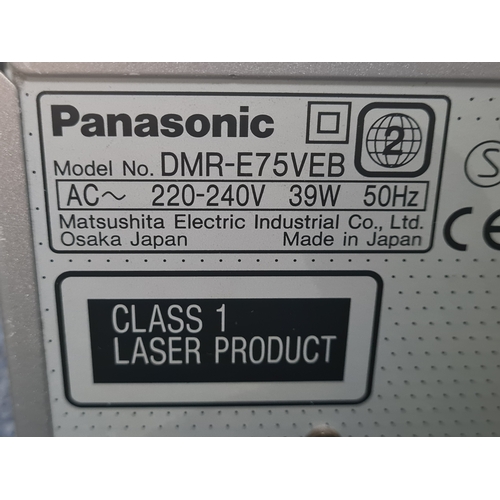 Panasonic
2
Model No. DMR-E75VEB
AC~ 220-240V 39W 50Hz
Matsushita Electric Industrial Co., Ltd.
Osaka Japan Made in Japan
S
CE
CLASS 1
LASER PRODUCT